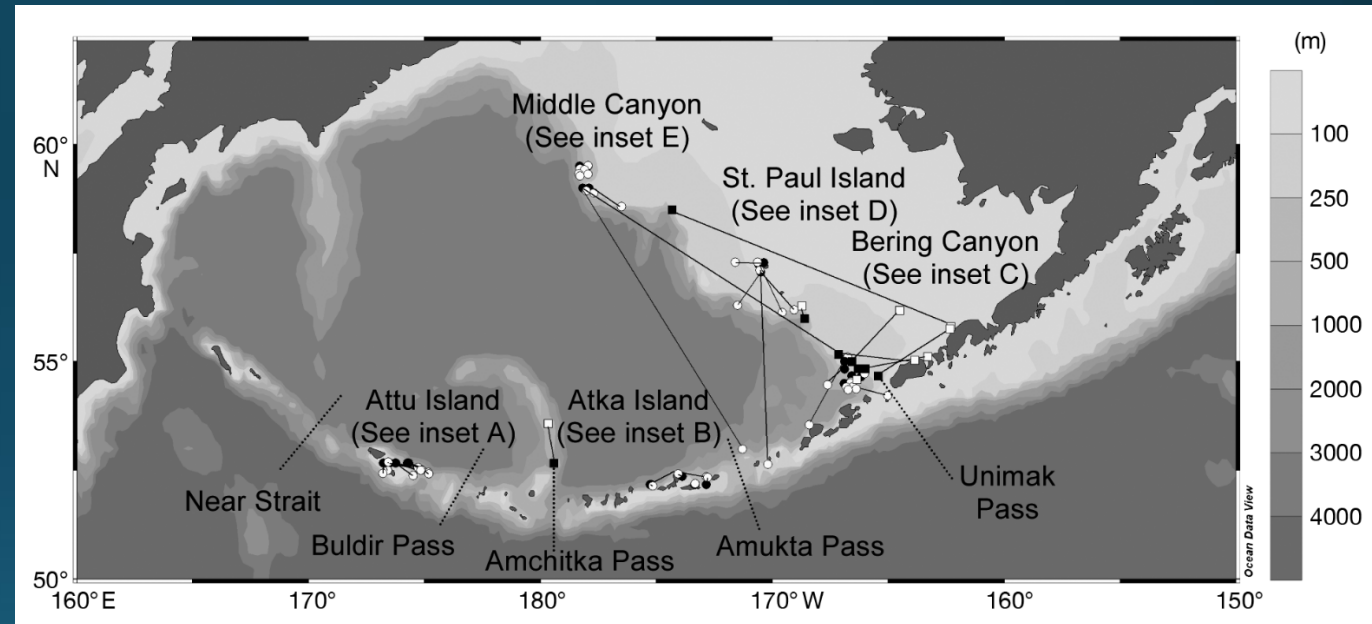 (m)
Middle Canyon
(See inset E)
60°
N
St. Paul Island
(See inset D)
Bering Canyon
(See inset C)
55°
Attu Island
(See inset A)
Atka Island
(See inset B)
Near Strait
Buldir Pass
Amchitka Pass
Amukta Pass
Unimak
Pass
50°
160° E
170°
180°
170° W
160°
150°
100
250
500
1000
2000
3000
4000
Ocean Data View